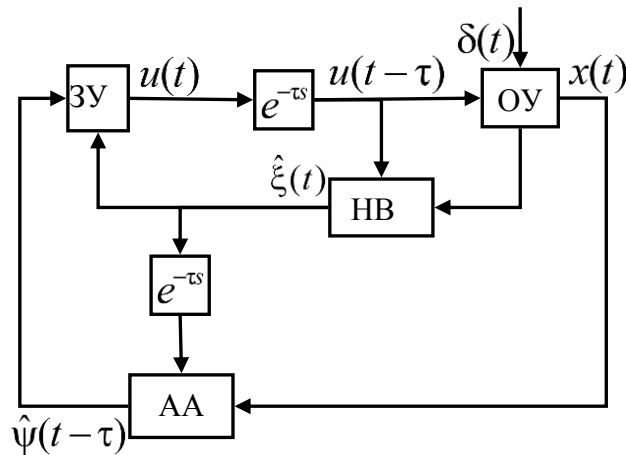 δ(t)
ЗУ
u(t)
e^{-τs}
u(t − τ)
ОУ
x(t)
ξ̂(t)
НВ
e^{-τs}
АА
ψ̂(t − τ)